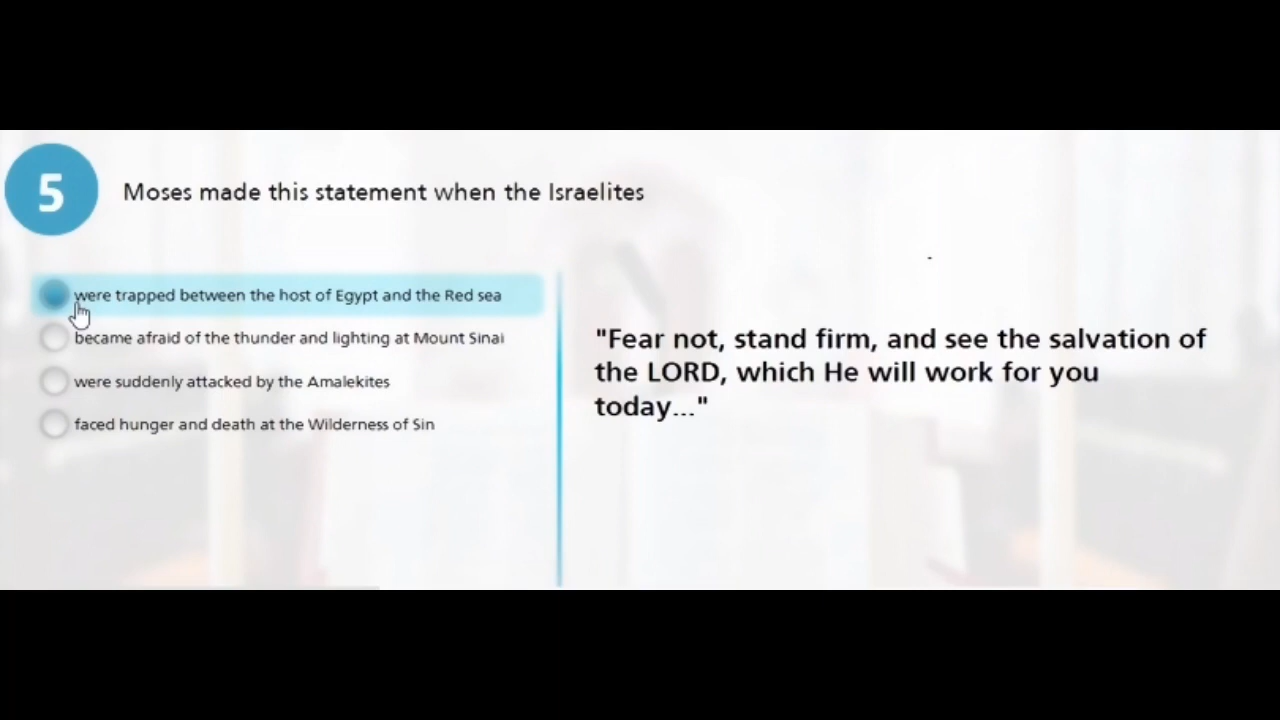 5
Moses made this statement when the Israelites
were trapped between the host of Egypt and the Red sea
became afraid of the thunder and lighting at Mount Sinai
were suddenly attacked by the Amalekites
faced hunger and death at the Wilderness of Sin
"Fear not, stand firm, and see the salvation of
the LORD, which He will work for you
today..."